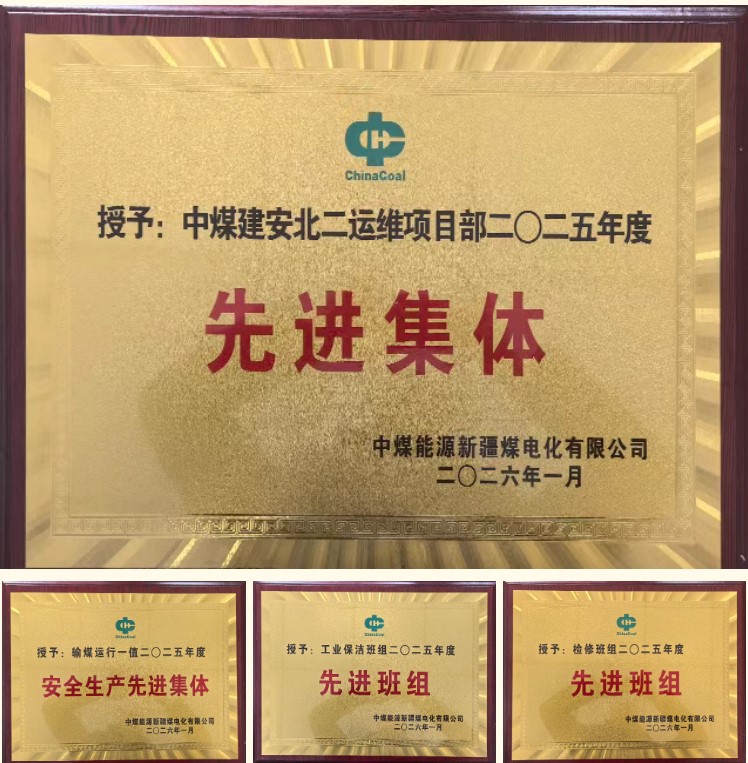 ChinaCoal
授予：中煤建安北二运维项目部二〇二五年度
先进集体
中煤能源新疆煤电化有限公司
二〇二六年一月
ChinaCoal
授予：输煤运行一值二〇二五年度
安全生产先进集体
中煤能源新疆煤电化有限公司
二〇二六年一月
ChinaCoal
授予：工业保洁班组二〇二五年度
先进班组
中煤能源新疆煤电化有限公司
二〇二六年一月
ChinaCoal
授予：检修班组二〇二五年度
先进班组
中煤能源新疆煤电化有限公司
二〇二六年一月